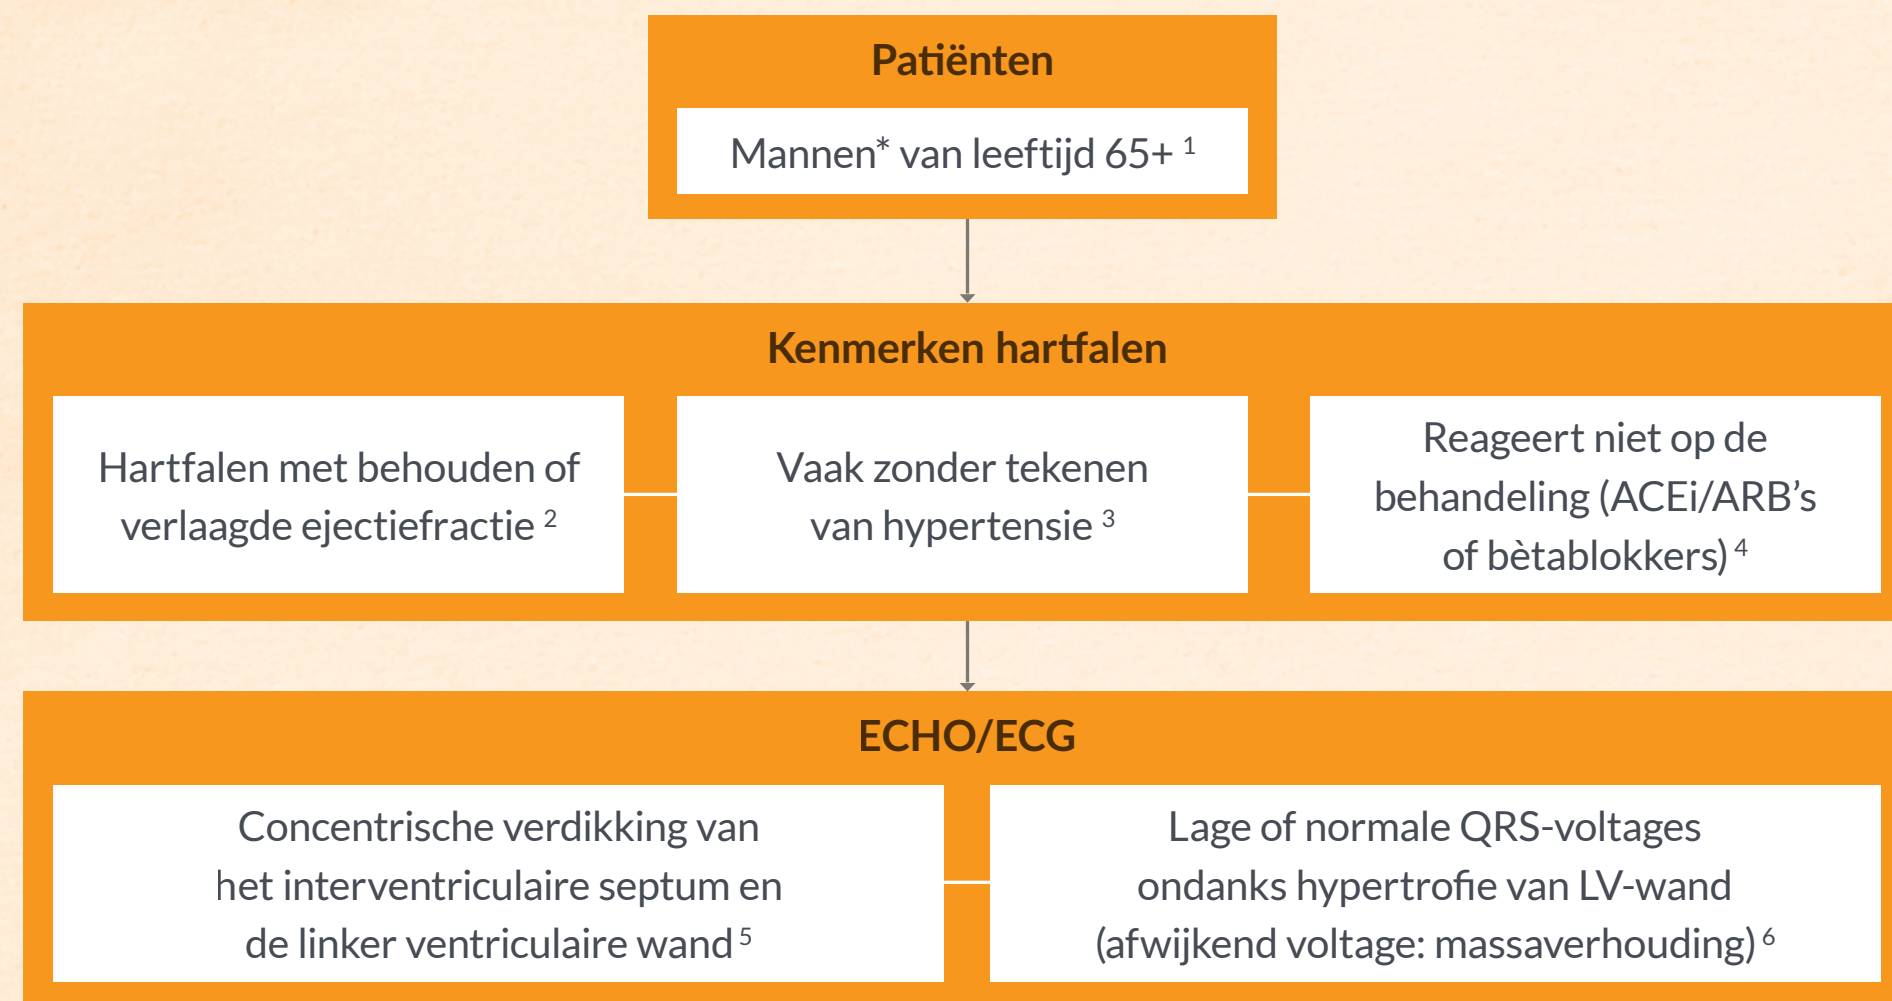 Patiënten
Mannen* van leeftijd 65+ 1
Kenmerken hartfalen
Hartfalen met behouden of
verlaagde ejectiefractie 2
Vaak zonder tekenen
van hypertensie 3
Reageert niet op de
behandeling (ACEi/ARB’s
of bètablokkers) 4
ECHO/ECG
Concentrische verdikking van
het interventriculaire septum en
de linker ventriculaire wand 5
Lage of normale QRS-voltages
ondanks hypertrofie van LV-wand
(afwijkend voltage: massaverhouding) 6